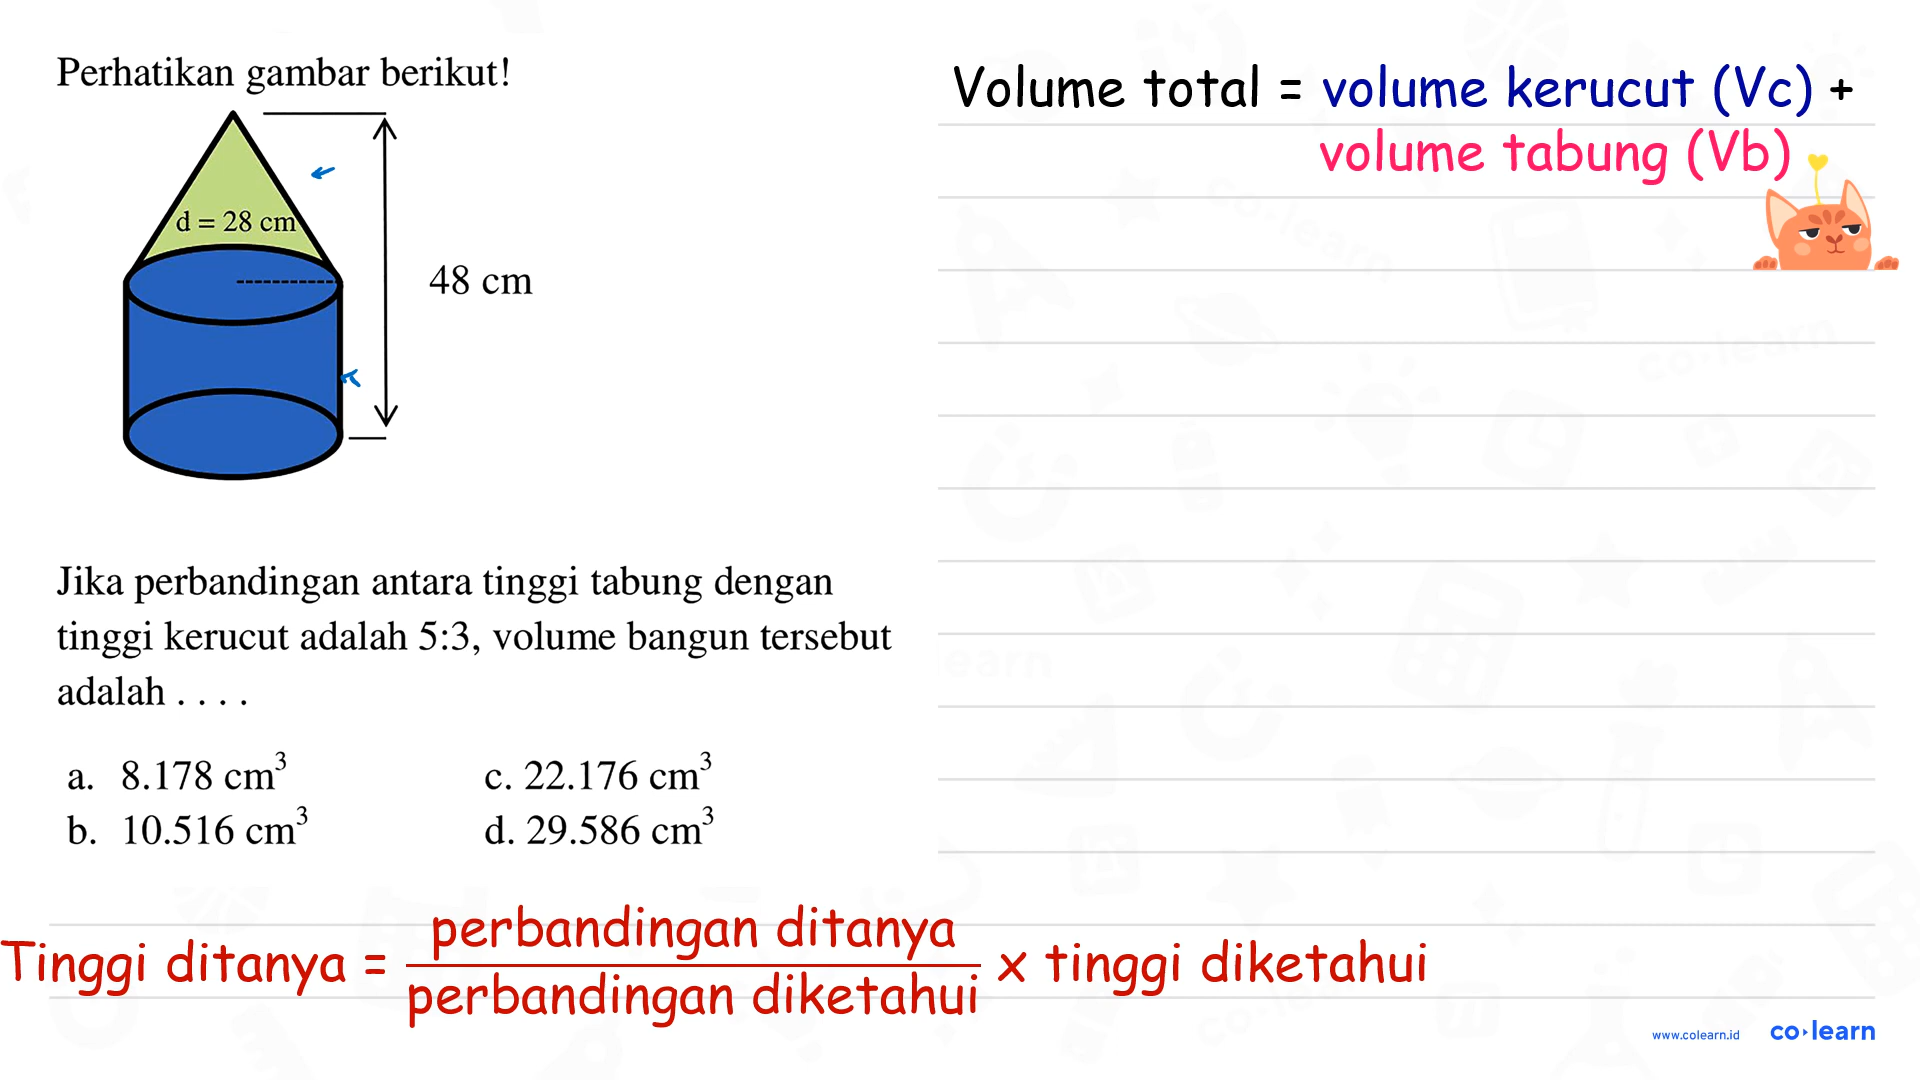 Perhatikan gambar berikut!
d = 28 cm
48 cm
Jika perbandingan antara tinggi tabung dengan
tinggi kerucut adalah 5:3, volume bangun tersebut
adalah . . . .
a. 8.178 cm³
b. 10.516 cm³
c. 22.176 cm³
d. 29.586 cm³
Volume total = volume kerucut (Vc) +
volume tabung (Vb)
Tinggi ditanya = perbandingan ditanya
perbandingan diketahui
x tinggi diketahui
www.colearn.id
co·learn